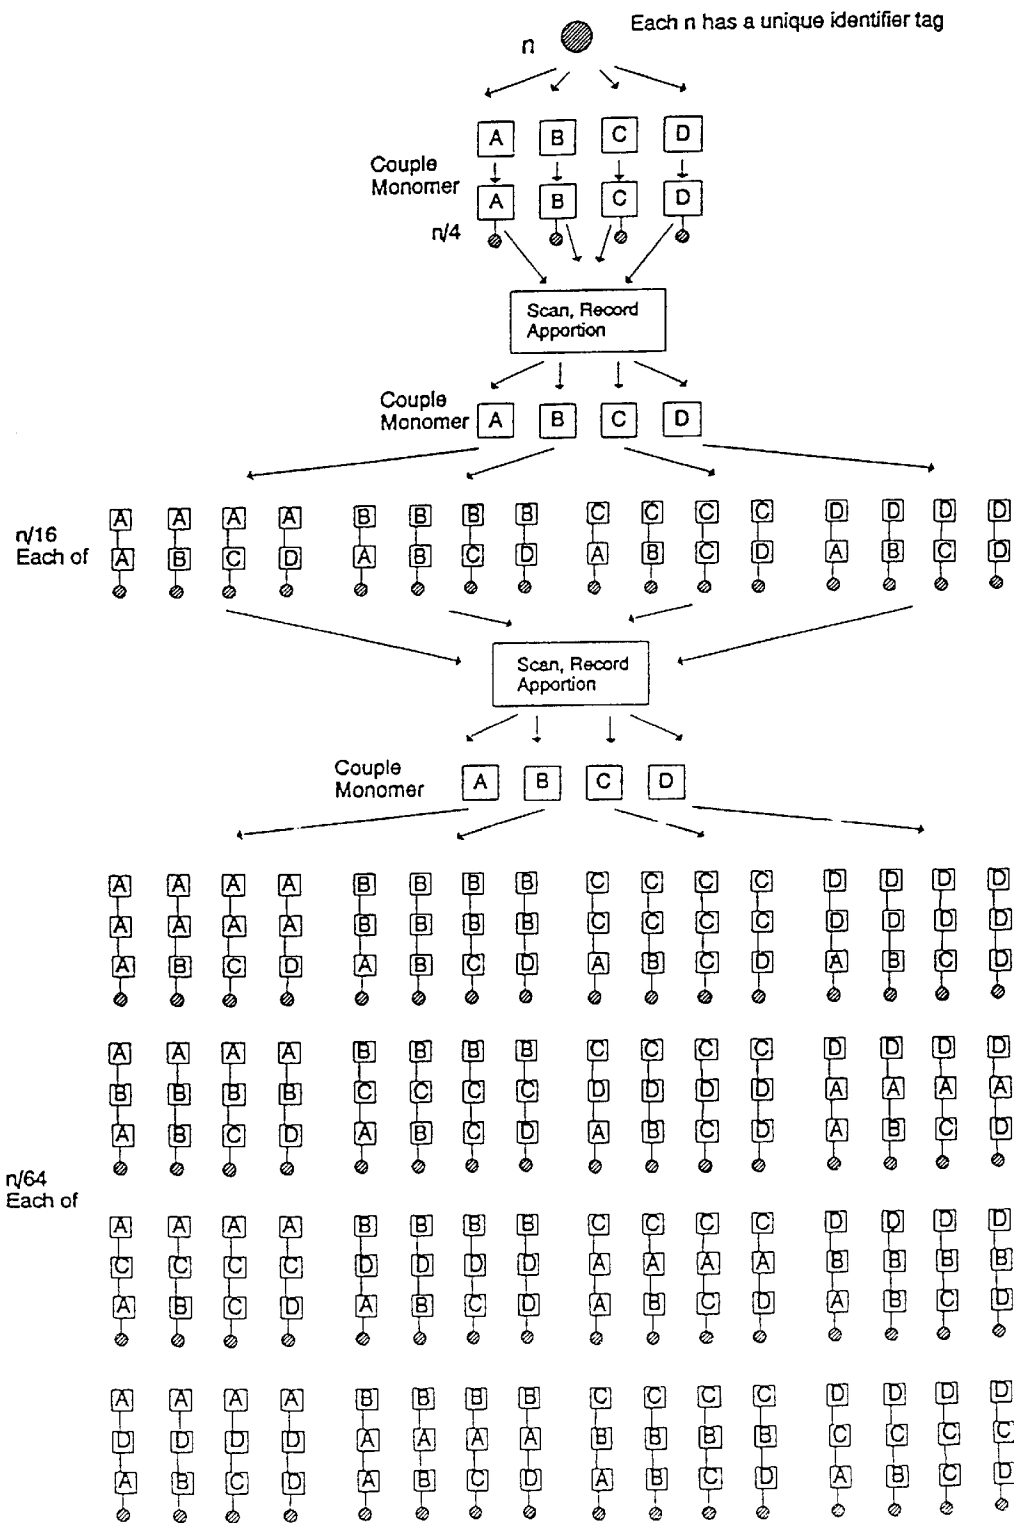 Each n has a unique identifier tag
n
A B C D
Couple
Monomer
A B C D
n/4
Scan, Record
Apportion
Couple
Monomer
A B C D
n/16
Each of
A A A A B B B B C C C C D D D D
A B C D A B C D A B C D A B C D
Scan, Record
Apportion
Couple
Monomer
A B C D
A A A A B B B B C C C C D D D D
A A A A B B B B C C C C D D D D
A B C D A B C D A B C D A B C D
A A A A B B B B C C C C D D D D
B B B B C C C C D D D D A A A A
A B C D A B C D A B C D A B C D
n/64
Each of
A A A A B B B B C C C C D D D D
C C C C D D D D A A A A B B B B
A B C D A B C D A B C D A B C D
A A A A B B B B C C C C D D D D
D D D D A A A A B B B B C C C C
A B C D A B C D A B C D A B C D